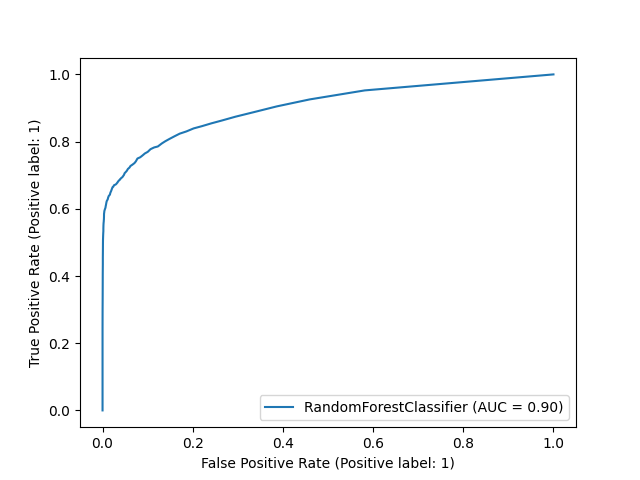 1.0
0.8
0.6
0.4
0.2
0.0
True Positive Rate (Positive label: 1)
RandomForestClassifier (AUC = 0.90)
0.0 0.2 0.4 0.6 0.8 1.0
False Positive Rate (Positive label: 1)